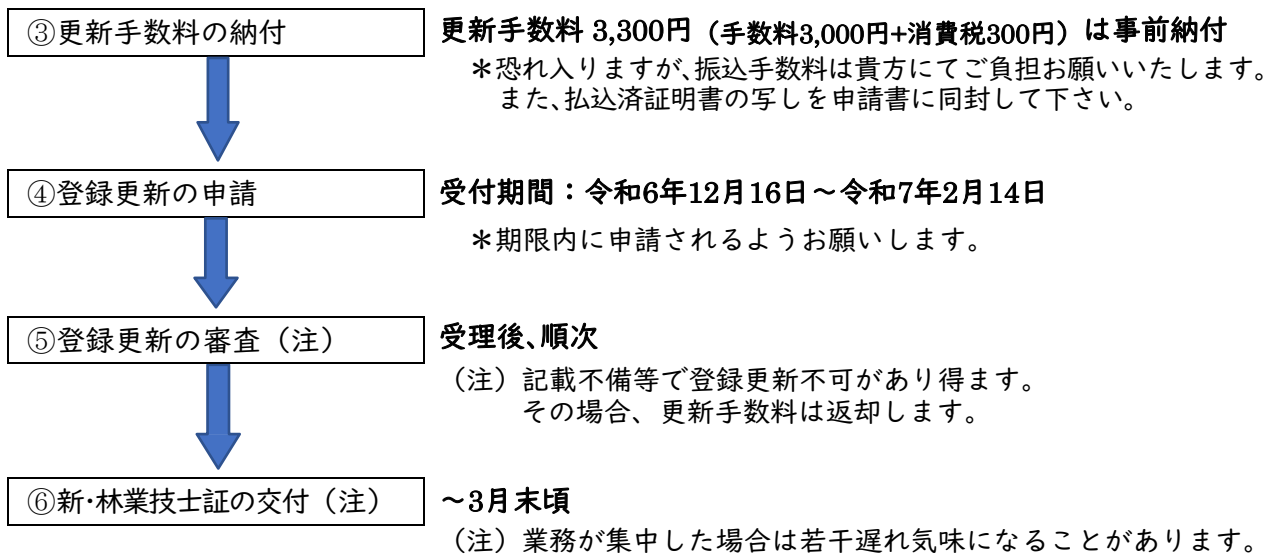 ③更新手数料の納付
更新手数料 3,300円（手数料3,000円+消費税300円）は事前納付
＊恐れ入りますが、振込手数料は貴方にてご負担お願いいたします。
また、払込済証明書の写しを申請書に同封して下さい。
④登録更新の申請
受付期間：令和6年12月16日～令和7年2月14日
＊期限内に申請されるようお願いします。
⑤登録更新の審査（注）
受理後、順次
（注）記載不備等で登録更新不可があり得ます。
その場合、更新手数料は返却します。
⑥新・林業技士証の交付（注）
～3月末頃
（注）業務が集中した場合は若干遅れ気味になることがあります。